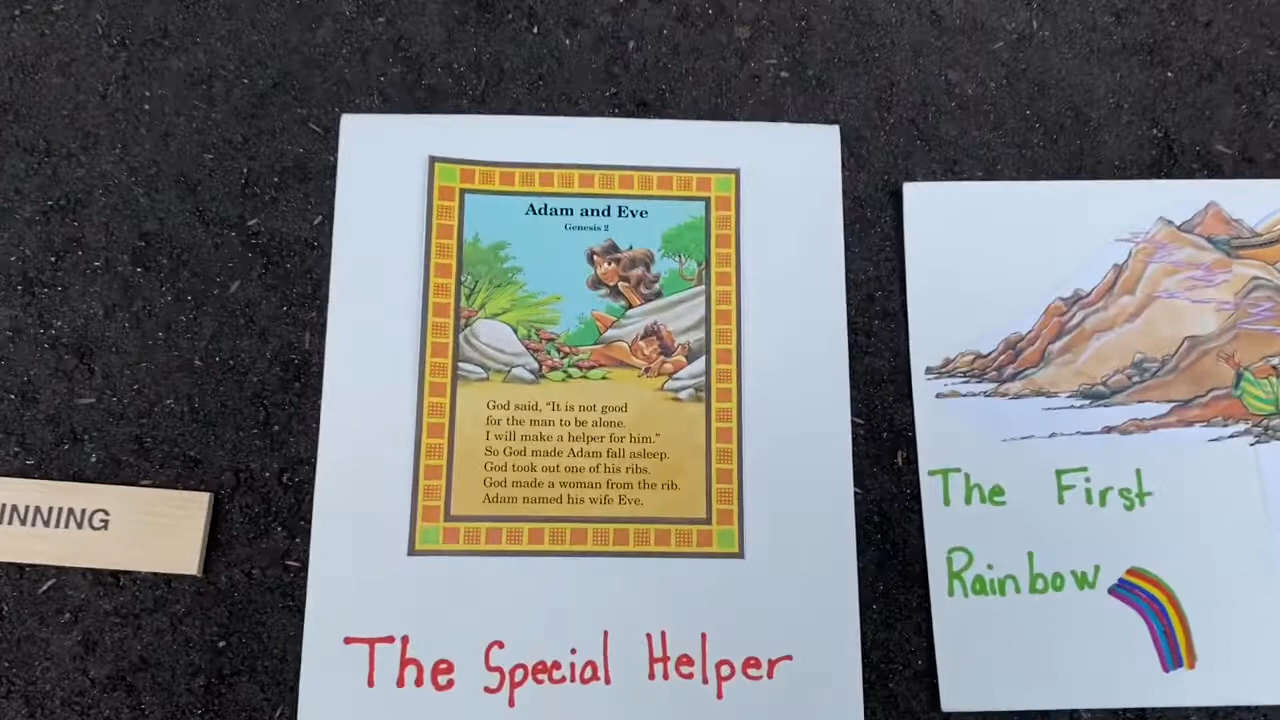 INNING
Adam and Eve
Genesis 2
God said, “It is not good
for the man to be alone.
I will make a helper for him.”
So God made Adam fall asleep.
God took out one of his ribs.
God made a woman from the rib.
Adam named his wife Eve.
The Special Helper
The First
Rainbow